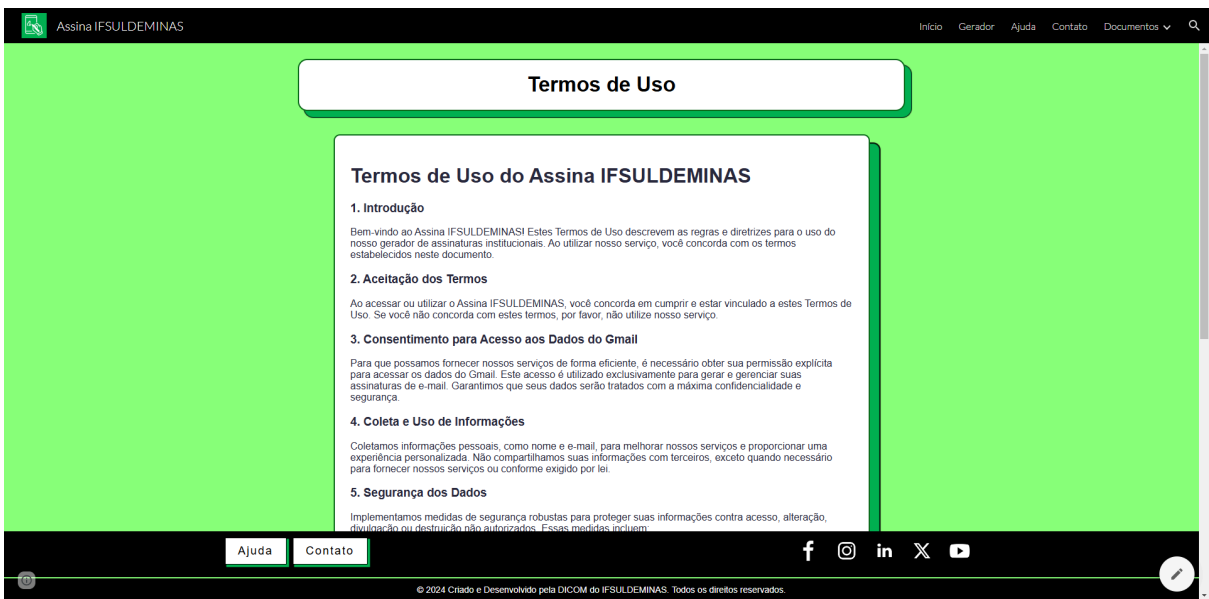 Assina IFSULDEMINAS
Início Gerador Ajuda Contato Documentos
Termos de Uso
Termos de Uso do Assina IFSULDEMINAS
1. Introdução
Bem-vindo ao Assina IFSULDEMINAS! Estes Termos de Uso descrevem as regras e diretrizes para o uso do
nosso gerador de assinaturas institucionais. Ao utilizar nosso serviço, você concorda com os termos
estabelecidos neste documento.
2. Aceitação dos Termos
Ao acessar ou utilizar o Assina IFSULDEMINAS, você concorda em cumprir e estar vinculado a estes Termos de
Uso. Se você não concorda com estes termos, por favor, não utilize nosso serviço.
3. Consentimento para Acesso aos Dados do Gmail
Para que possamos fornecer nossos serviços de forma eficiente, é necessário obter sua permissão explícita
para acessar os dados do Gmail. Este acesso é utilizado exclusivamente para gerar e gerenciar suas
assinaturas de e-mail. Garantimos que seus dados serão tratados com a máxima confidencialidade e
segurança.
4. Coleta e Uso de Informações
Coletamos informações pessoais, como nome e e-mail, para melhorar nossos serviços e proporcionar uma
experiência personalizada. Não compartilhamos suas informações com terceiros, exceto quando necessário
para fornecer nossos serviços ou conforme exigido por lei.
5. Segurança dos Dados
Implementamos medidas de segurança robustas para proteger suas informações contra acesso, alteração,
divulgação ou destruição não autorizados. Essas medidas incluem:
Ajuda Contato
© 2024 Criado e Desenvolvido pela DICOM do IFSULDEMINAS. Todos os direitos reservados.